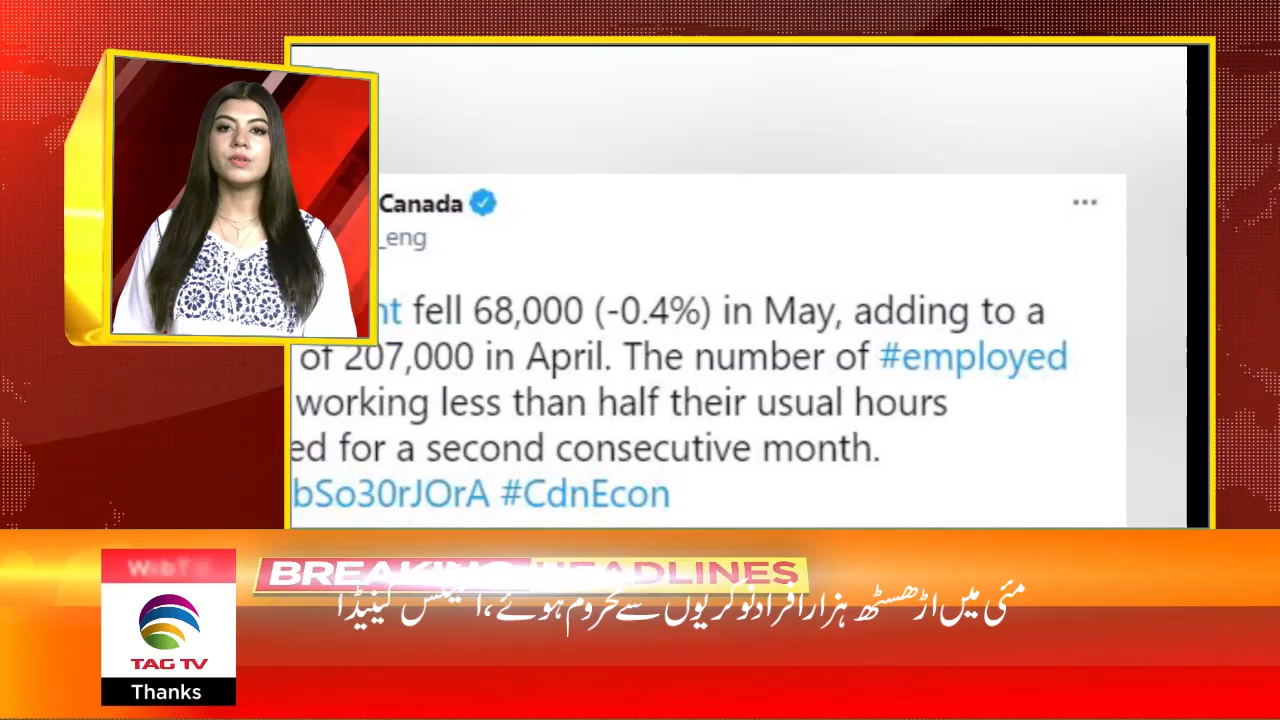 Canada
_eng
nt fell 68,000 (-0.4%) in May, adding to a
of 207,000 in April. The number of #employed
working less than half their usual hours
ed for a second consecutive month.
bSo30rJOrA #CdnEcon
BREAKING HEADLINES
مئی میں اڑھسٹھ ہزار افراد نوکریوں سے محروم ہوئے، کینیڈا
TAG TV
Thanks